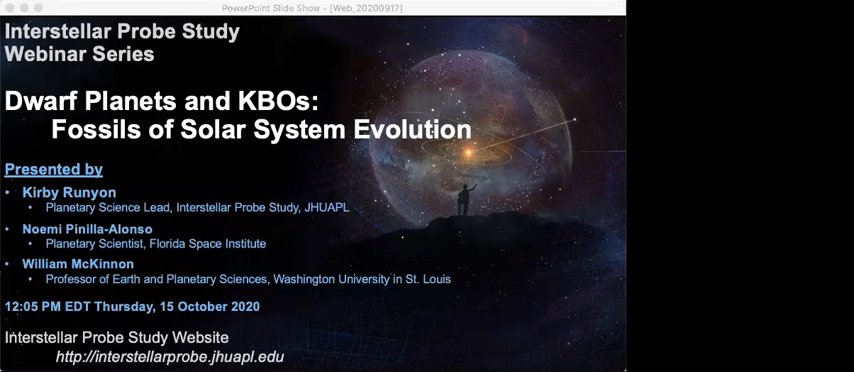 PowerPoint Slide Show - [Web_20200917]
Interstellar Probe Study
Webinar Series
Dwarf Planets and KBOs:
Fossils of Solar System Evolution
Presented by
• Kirby Runyon
• Planetary Science Lead, Interstellar Probe Study, JHUAPL
• Noemi Pinilla-Alonso
• Planetary Scientist, Florida Space Institute
• William McKinnon
• Professor of Earth and Planetary Sciences, Washington University in St. Louis
12:05 PM EDT Thursday, 15 October 2020
Interstellar Probe Study Website
http://interstellarprobe.jhuapl.edu